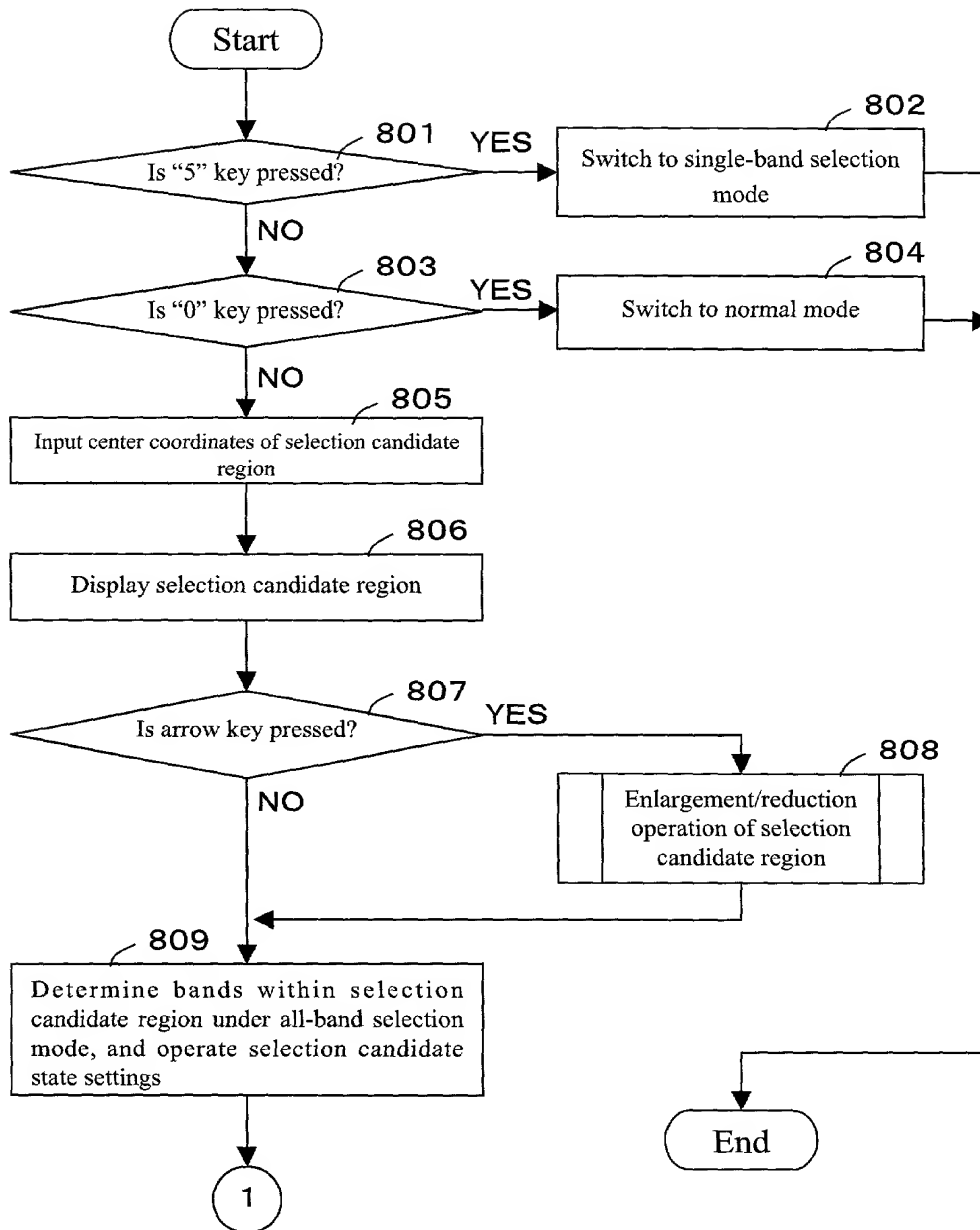 Start
801
Is “5” key pressed?
YES
802
Switch to single-band selection
mode
NO
803
Is “0” key pressed?
YES
804
Switch to normal mode
NO
805
Input center coordinates of selection candidate
region
806
Display selection candidate region
807
Is arrow key pressed?
YES
808
Enlargement/reduction
operation of selection
candidate region
NO
809
Determine bands within selection
candidate region under all-band selection
mode, and operate selection candidate
state settings
End
1